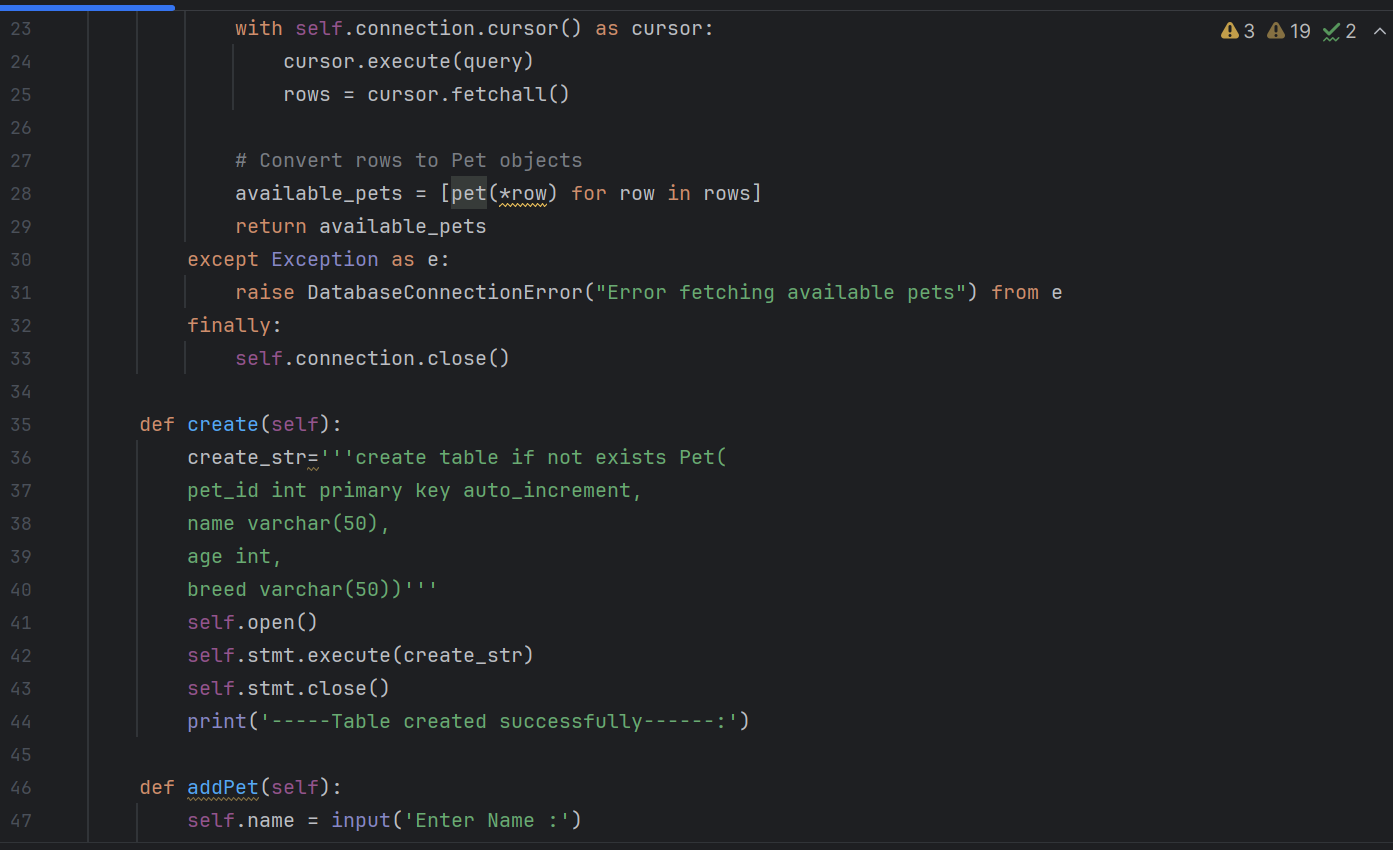 3 19 2
23 with self.connection.cursor() as cursor:
24 cursor.execute(query)
25 rows = cursor.fetchall()
26
27 # Convert rows to Pet objects
28 available_pets = [pet(*row) for row in rows]
29 return available_pets
30 except Exception as e:
31 raise DatabaseConnectionError("Error fetching available pets") from e
32 finally:
33 self.connection.close()
34
35 def create(self):
36 create_str='''create table if not exists Pet(
37 pet_id int primary key auto_increment,
38 name varchar(50),
39 age int,
40 breed varchar(50))'''
41 self.open()
42 self.stmt.execute(create_str)
43 self.stmt.close()
44 print('-----Table created successfully------:')
45
46 def addPet(self):
47 self.name = input('Enter Name :')